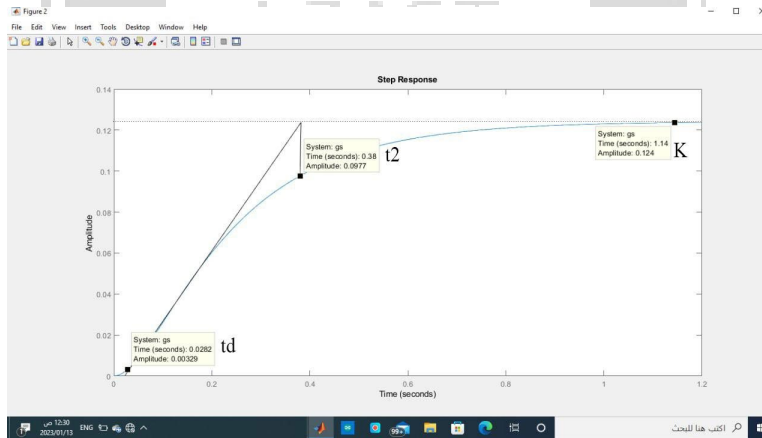 Figure 2
File Edit View Insert Tools Desktop Window Help
Step Response
0.14
0.12
0.1
0.08
0.06
0.04
0.02
0
Amplitude
System: gs
Time (seconds): 0.38
Amplitude: 0.0977
t2
System: gs
Time (seconds): 1.14
Amplitude: 0.124
K
System: gs
Time (seconds): 0.0282
Amplitude: 0.00329
td
0 0.2 0.4 0.6 0.8 1 1.2
Time (seconds)
12:30 ص
2023/01/13
ENG
99+
اكتب هنا للبحث